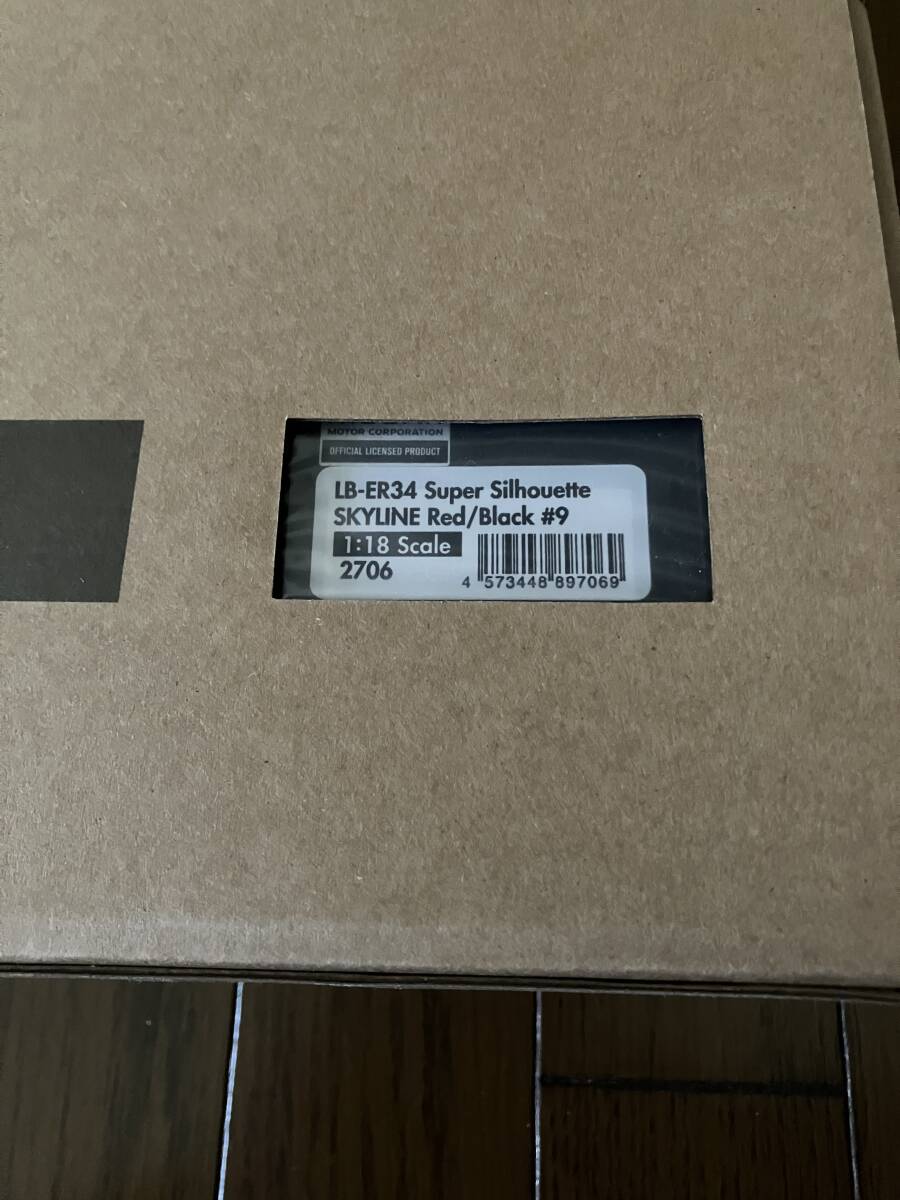 MOTOR CORPORATION
OFFICIAL LICENSED PRODUCT
LB-ER34 Super Silhouette
SKYLINE Red/Black #9
1:18 Scale
2706
4 573448 897069